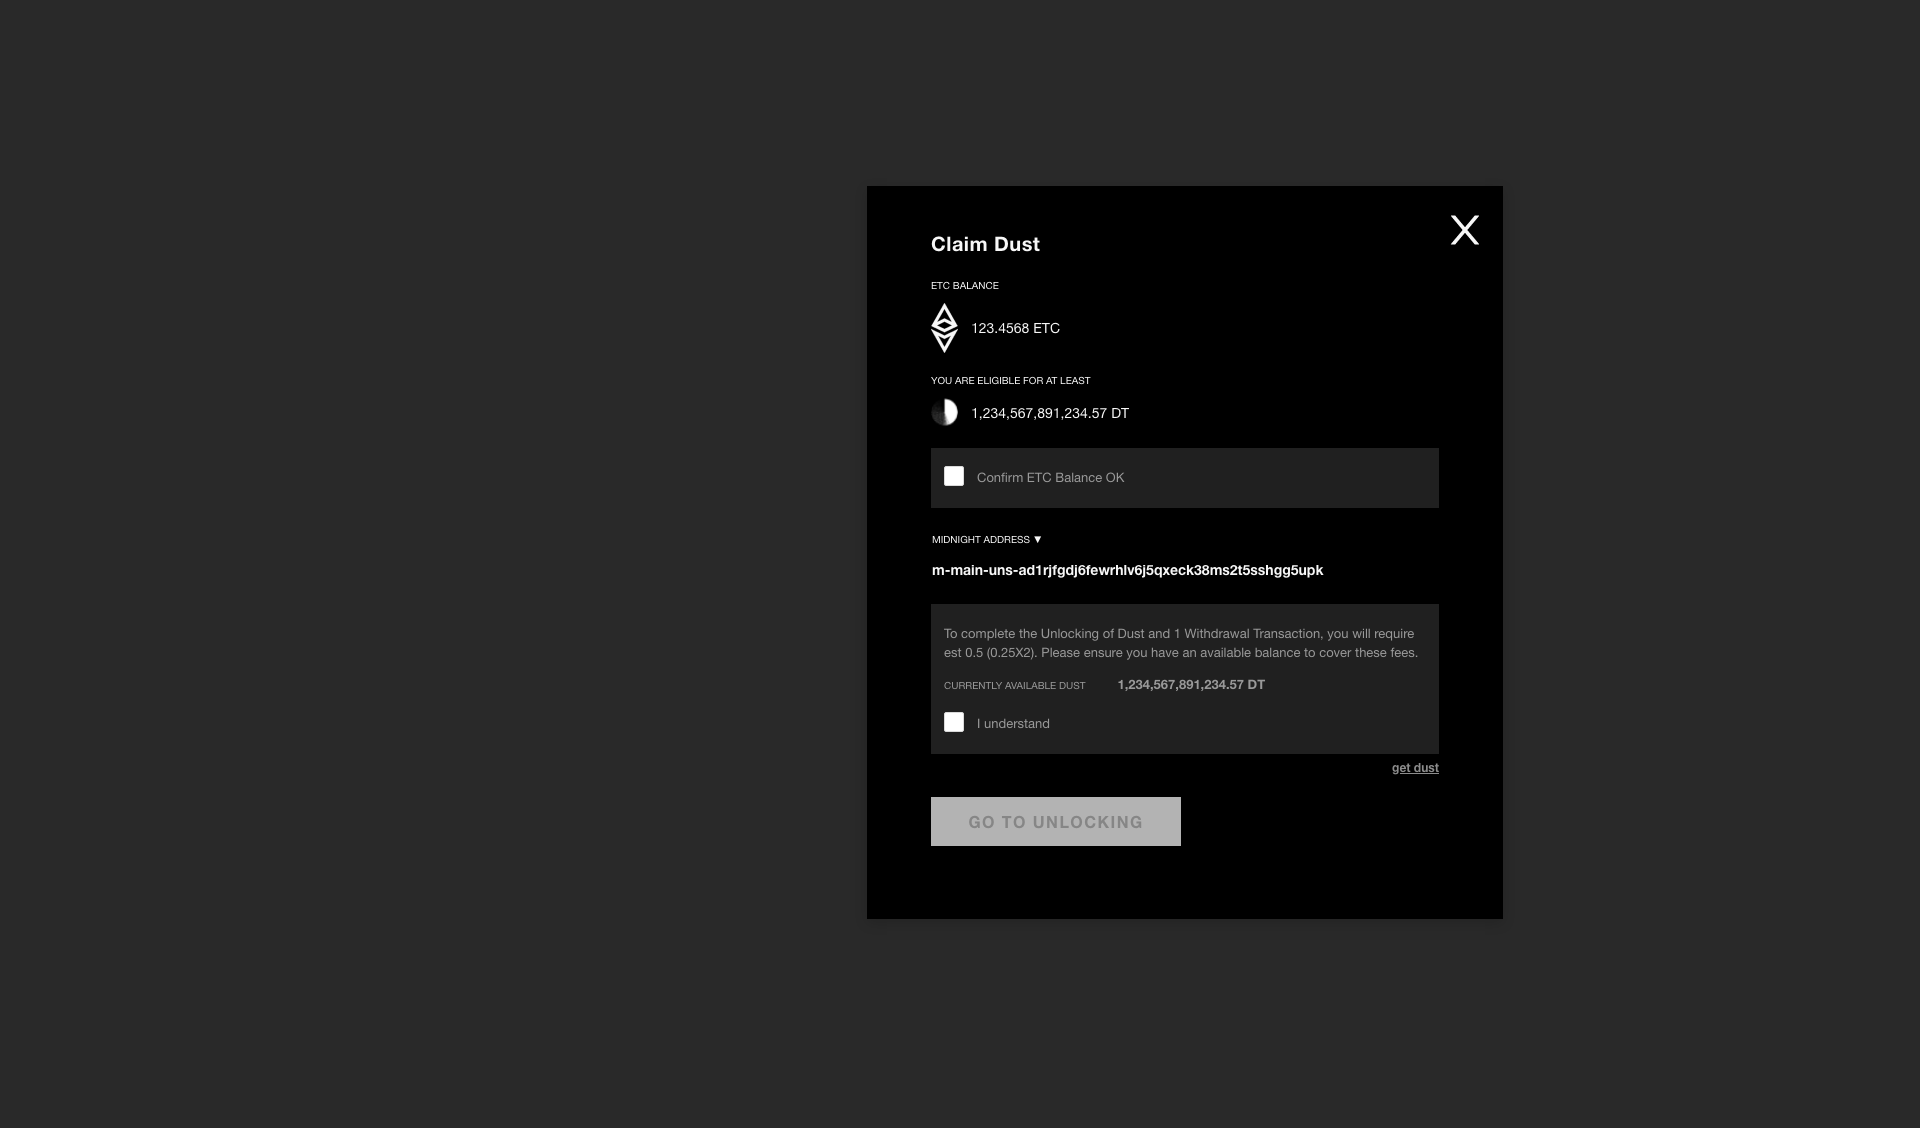 Claim Dust
ETC BALANCE
123.4568 ETC
YOU ARE ELIGIBLE FOR AT LEAST
1,234,567,891,234.57 DT
Confirm ETC Balance OK
MIDNIGHT ADDRESS ▼
m-main-uns-ad1rjfgdj6fewrhlv6j5qxeck38ms2t5sshgg5upk
To complete the Unlocking of Dust and 1 Withdrawal Transaction, you will require
est 0.5 (0.25X2). Please ensure you have an available balance to cover these fees.
CURRENTLY AVAILABLE DUST 1,234,567,891,234.57 DT
I understand
get dust
GO TO UNLOCKING